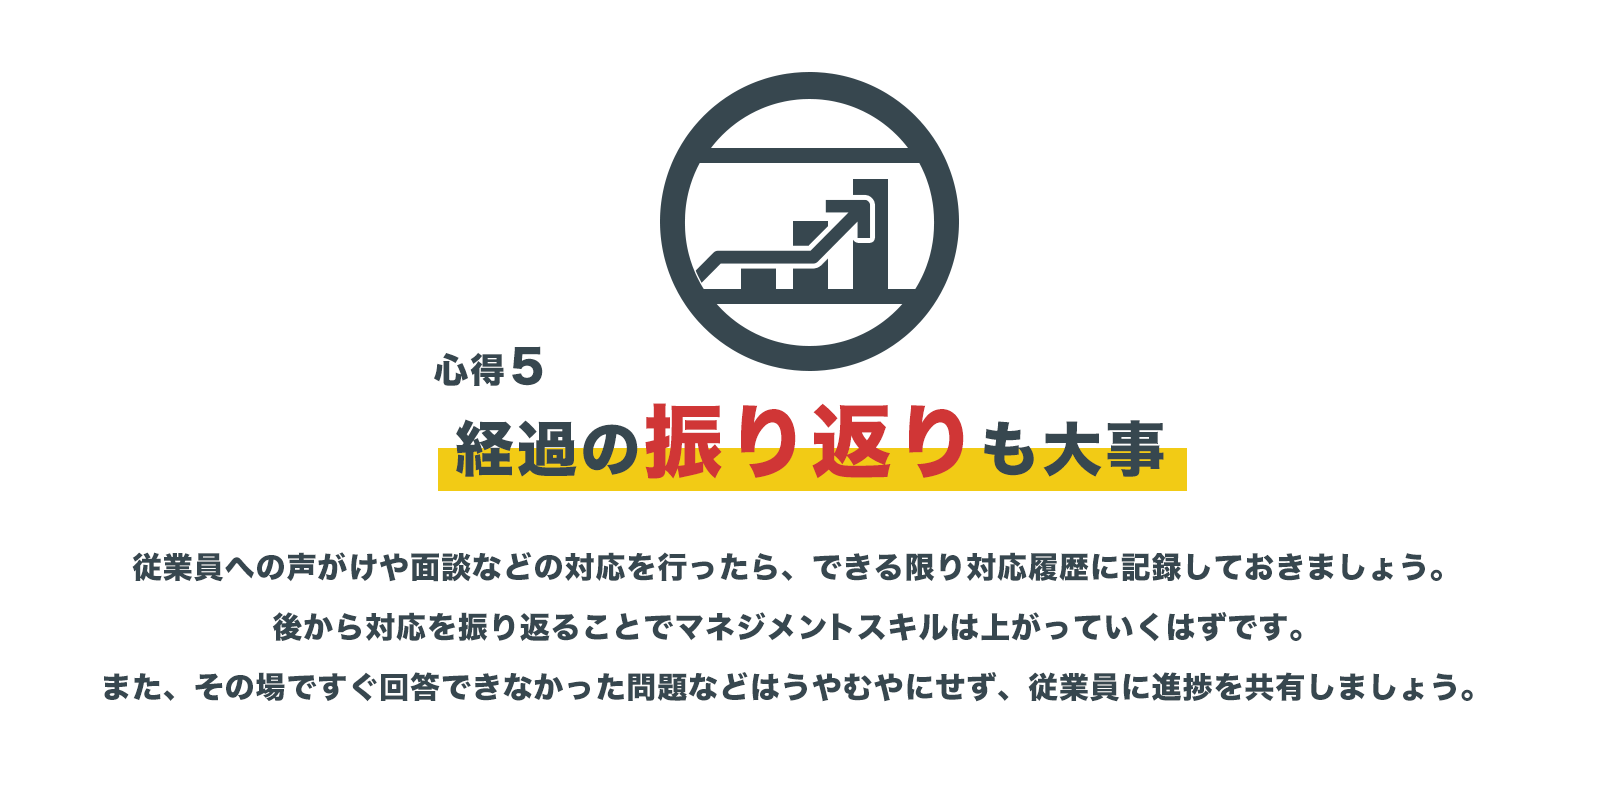 心得5
経過の振り返りも大事
従業員への声がけや面談などの対応を行ったら、できる限り対応履歴に記録しておきましょう。
後から対応を振り返ることでマネジメントスキルは上がっていくはずです。
また、その場ですぐ回答できなかった問題などはうやむやにせず、従業員に進捗を共有しましょう。